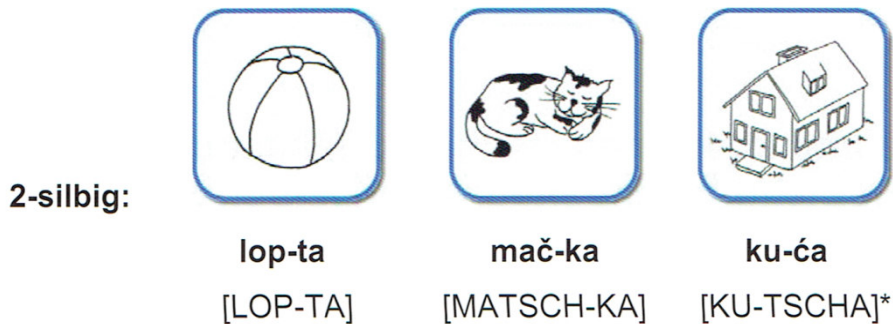 2-silbig:
lop-ta mač-ka ku-ća
[LOP-TA] [MATSCH-KA] [KU-TSCHA]*